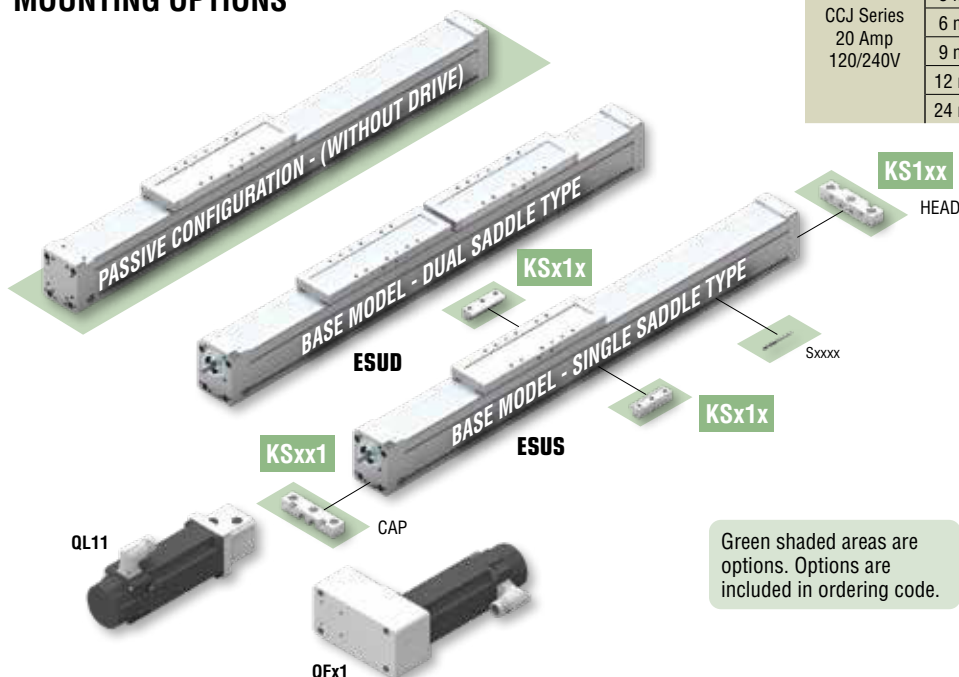 MOUNTING OPTIONS
CCJ Series
20 Amp
120/240V
12
24
PASSIVE CONFIGURATION - (WITHOUT DRIVE)
BASE MODEL - DUAL SADDLE TYPE
ESUD
KSx1x
KS1xx
HEAD
Sxxxx
BASE MODEL - SINGLE SADDLE TYPE
ESUS
KSx1x
KSxx1
CAP
QL11
QFx1
Green shaded areas are
options. Options are
included in ordering code.